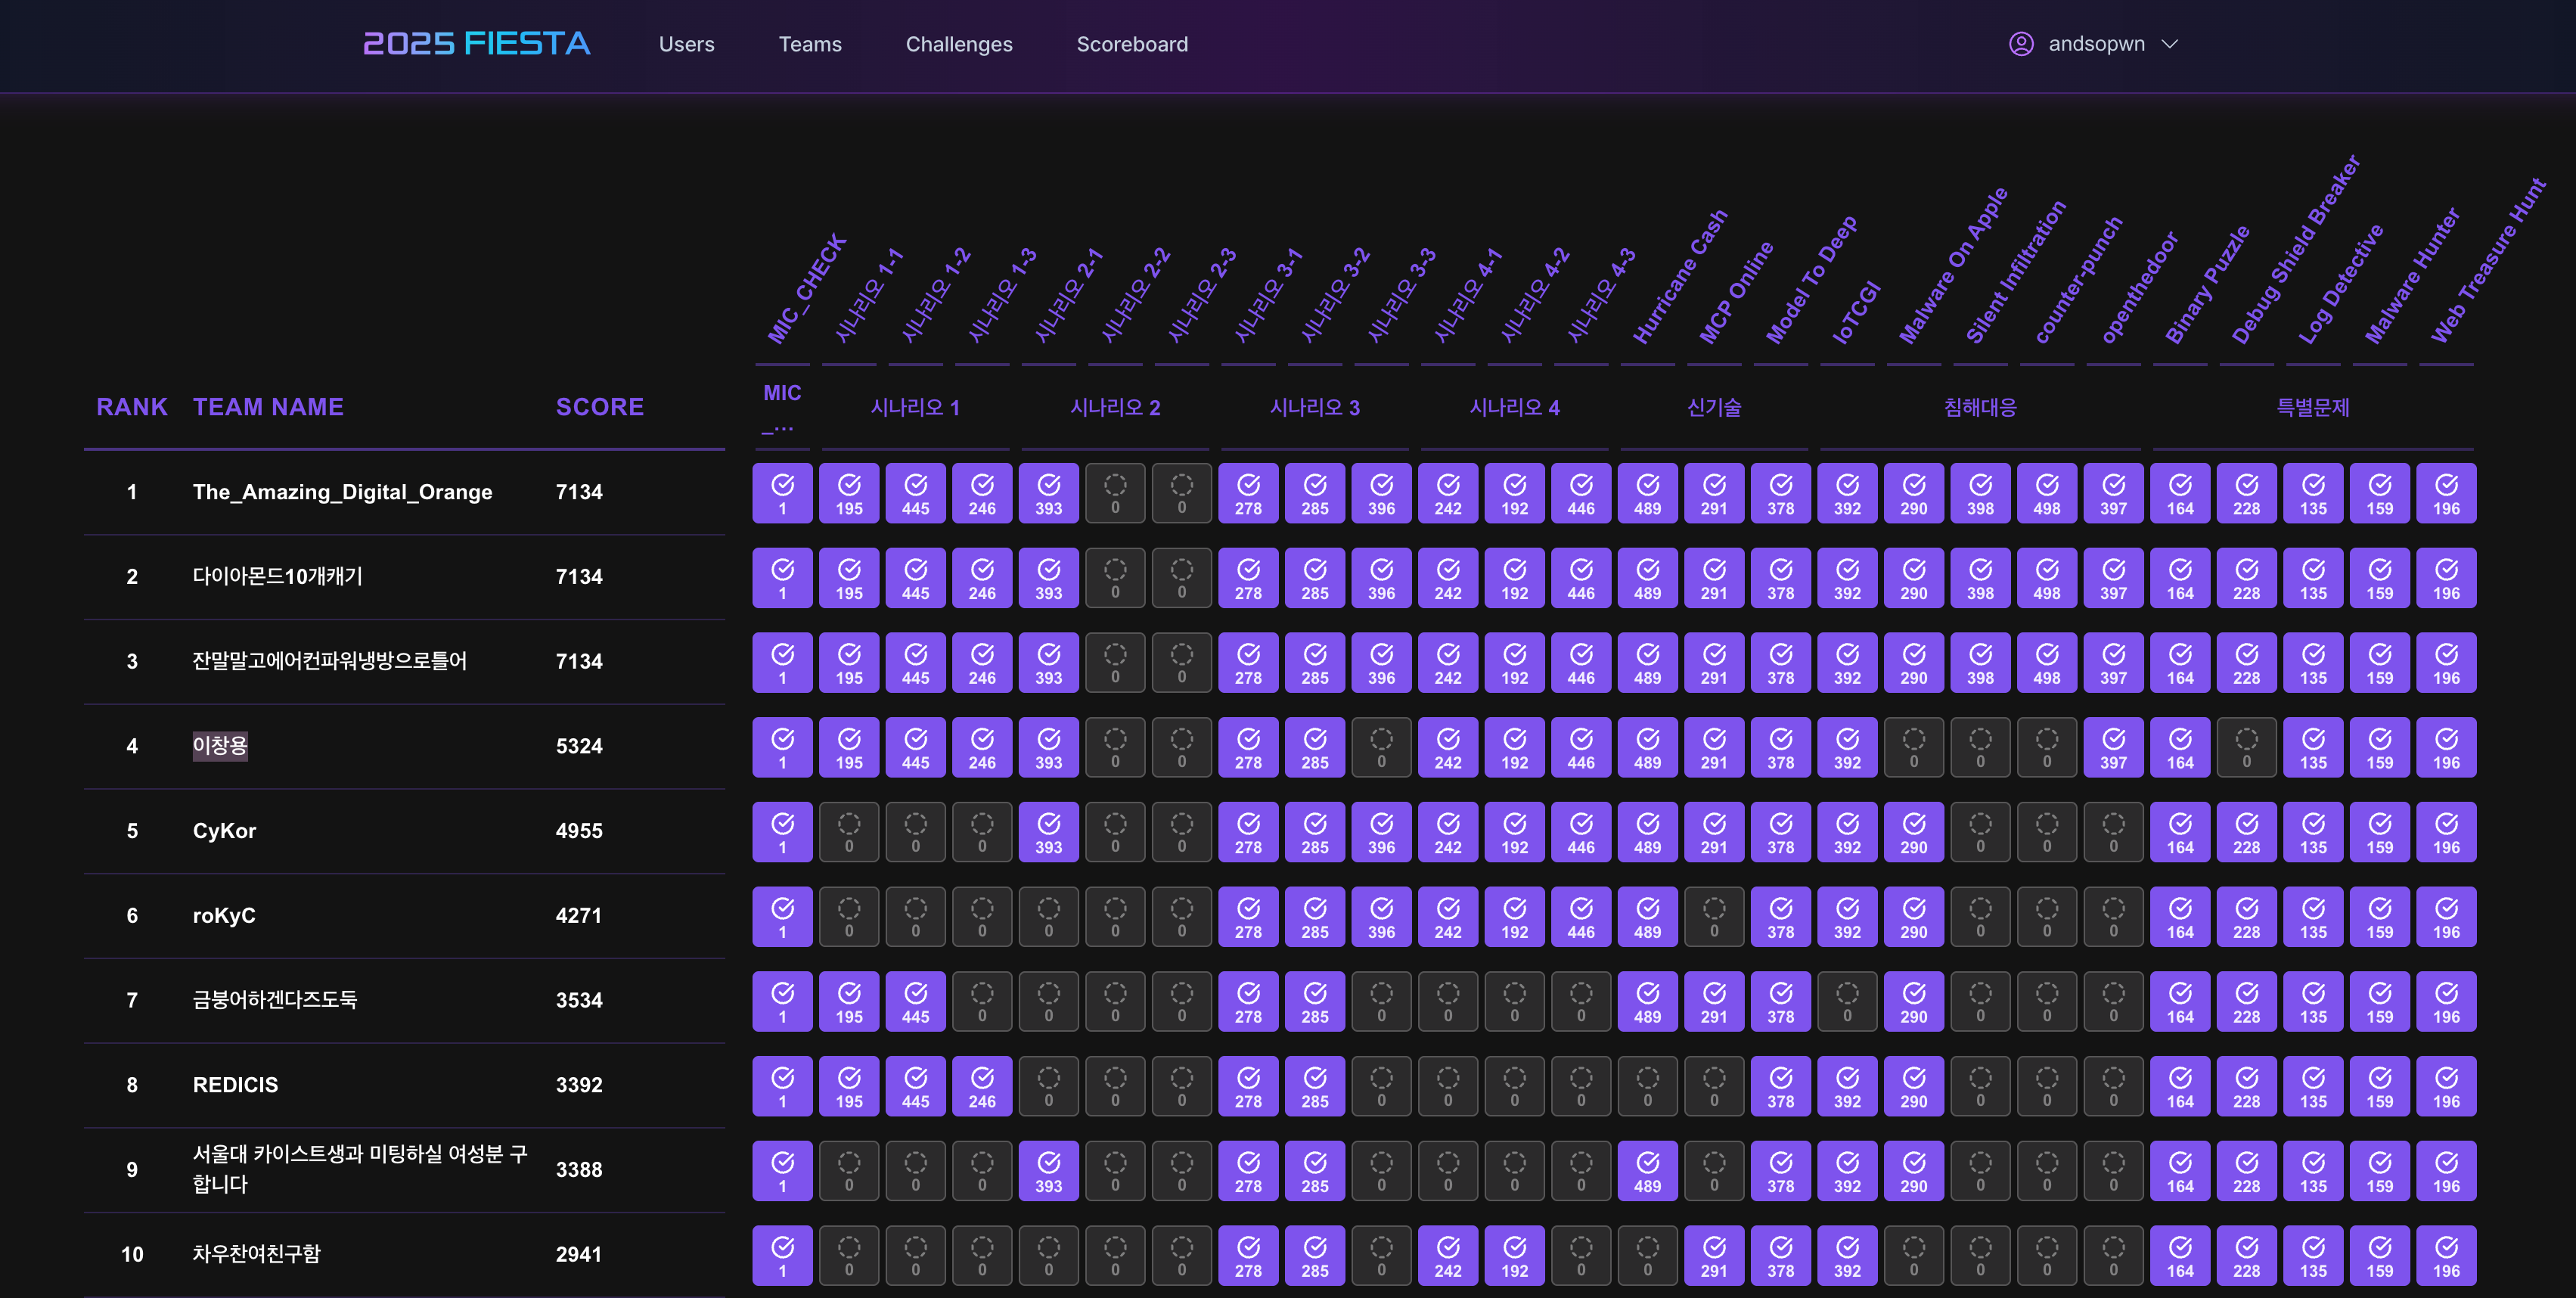 2025 FIESTA Users Teams Challenges Scoreboard andsopwn
MIC_CHECK 시나리오 1-1 시나리오 1-2 시나리오 1-3 시나리오 2-1 시나리오 2-2 시나리오 2-3 시나리오 3-1 시나리오 3-2 시나리오 3-3 시나리오 4-1 시나리오 4-2 시나리오 4-3 Hurricane Cash MCP Online Model To Deep IoTCGI Malware On Apple Silent Infiltration counter-punch openthedoor Binary Puzzle Debug Shield Breaker Log Detective Malware Hunter Web Treasure Hunt
RANK TEAM NAME SCORE MIC _... 시나리오 1 시나리오 2 시나리오 3 시나리오 4 신기술 침해대응 특별문제
1 The_Amazing_Digital_Orange 7134 1 195 445 246 393 0 0 278 285 396 242 192 446 489 291 378 392 290 398 498 397 164 228 135 159 196
2 다이아몬드10개캐기 7134 1 195 445 246 393 0 0 278 285 396 242 192 446 489 291 378 392 290 398 498 397 164 228 135 159 196
3 잔말말고에어컨파워냉방으로틀어 7134 1 195 445 246 393 0 0 278 285 396 242 192 446 489 291 378 392 290 398 498 397 164 228 135 159 196
4 이창용 5324 1 195 445 246 393 0 0 278 285 0 242 192 446 489 291 378 392 0 0 0 397 164 0 135 159 196
5 CyKor 4955 1 0 0 0 393 0 0 278 285 396 242 192 446 489 291 378 392 290 0 0 0 164 228 135 159 196
6 roKyC 4271 1 0 0 0 0 0 0 278 285 396 242 192 446 489 0 378 392 290 0 0 0 164 228 135 159 196
7 금붕어하겐다즈도둑 3534 1 195 445 0 0 0 0 278 285 0 0 0 0 489 291 378 0 290 0 0 0 164 228 135 159 196
8 REDICIS 3392 1 195 445 246 0 0 0 278 285 0 0 0 0 0 0 378 392 290 0 0 0 164 228 135 159 196
9 서울대 카이스트생과 미팅하실 여성분 구
합니다 3388 1 0 0 0 393 0 0 278 285 0 0 0 0 489 0 378 392 290 0 0 0 164 228 135 159 196
10 차우찬여친구함 2941 1 0 0 0 0 0 0 278 285 0 242 192 0 0 291 378 392 0 0 0 0 164 228 135 159 196